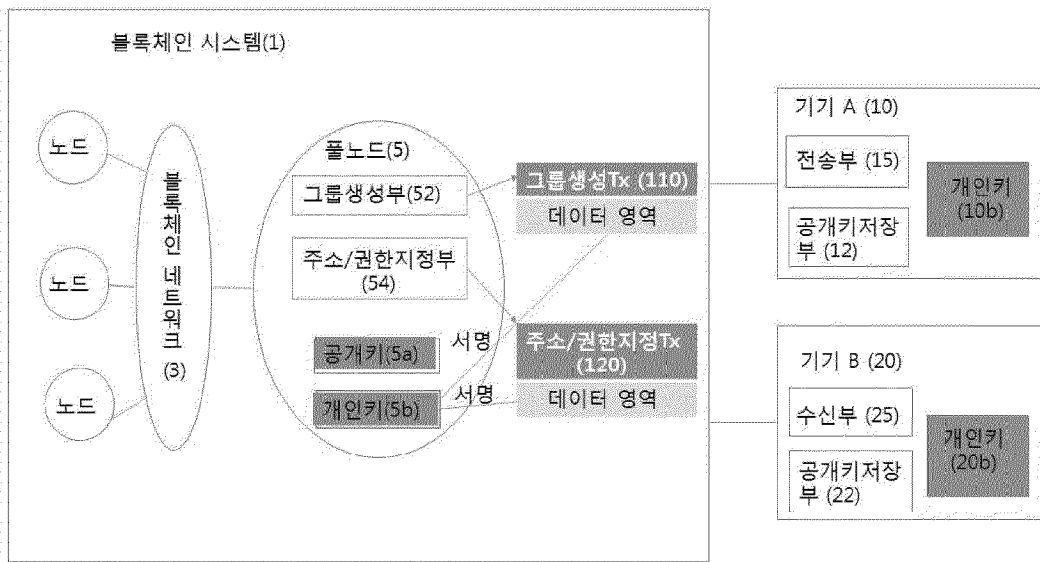 블록체인 시스템(1)
노드
노드
노드
블록체인 네트워크 (3)
풀노드(5)
그룹생성부(52)
주소/권한지정부
(54)
공개키(5a)
개인키(5b)
서명
서명
그룹생성Tx (110)
데이터 영역
주소/권한지정Tx
(120)
데이터 영역
기기 A (10)
전송부 (15)
공개키저장
부 (12)
개인키
(10b)
기기 B (20)
수신부 (25)
공개키저장
부 (22)
개인키
(20b)